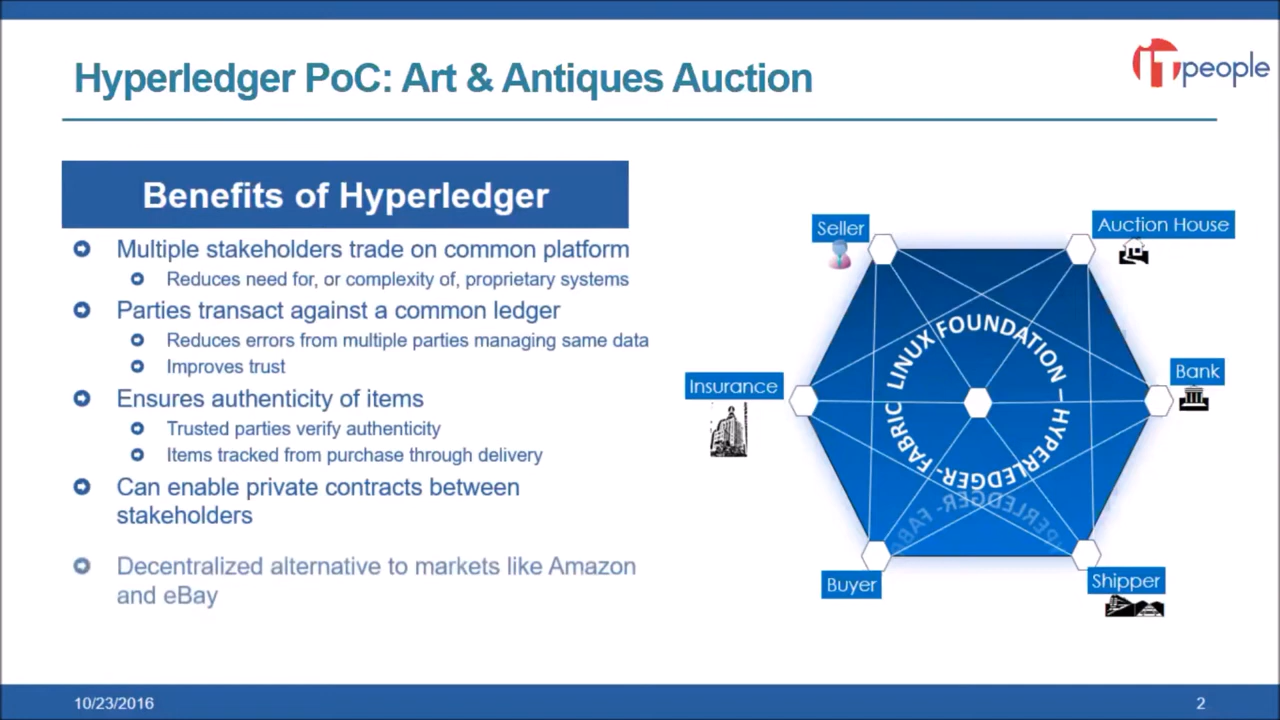 Hyperledger PoC: Art & Antiques Auction
ITpeople
Benefits of Hyperledger
Multiple stakeholders trade on common platform
Reduces need for, or complexity of, proprietary systems
Parties transact against a common ledger
Reduces errors from multiple parties managing same data
Improves trust
Ensures authenticity of items
Trusted parties verify authenticity
Items tracked from purchase through delivery
Can enable private contracts between
stakeholders
Decentralized alternative to markets like Amazon
and eBay
Seller
Auction House
Insurance
Bank
LINUX FOUNDATION – HYPERLEDGER- FABRIC
Buyer
Shipper
10/23/2016
2